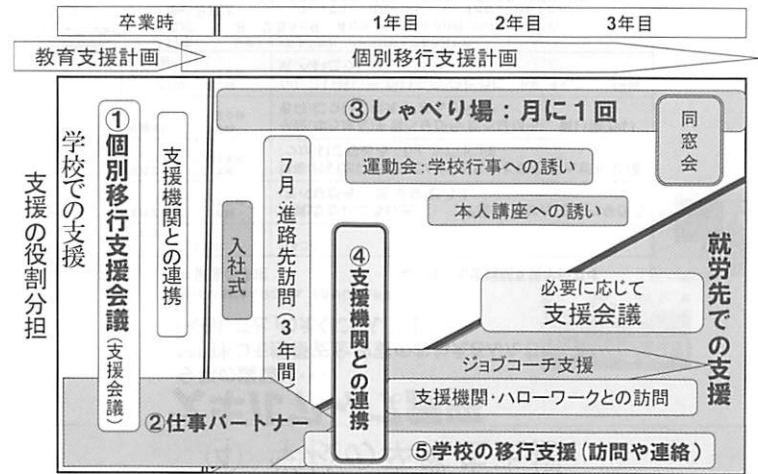 卒業時
1年目
2年目
3年目
教育支援計画
個別移行支援計画
支援の役割分担
学校での支援
①個別移行支援会議(支援会議)
支援機関との連携
入社式
7月:進路先訪問(3年間)
③しゃべり場:月に1回
同窓会
運動会:学校行事への誘い
本人講座への誘い
④支援機関との連携
必要に応じて
支援会議
就労先での支援
ジョブコーチ支援
支援機関・ハローワークとの訪問
②仕事パートナー
⑤学校の移行支援(訪問や連絡)